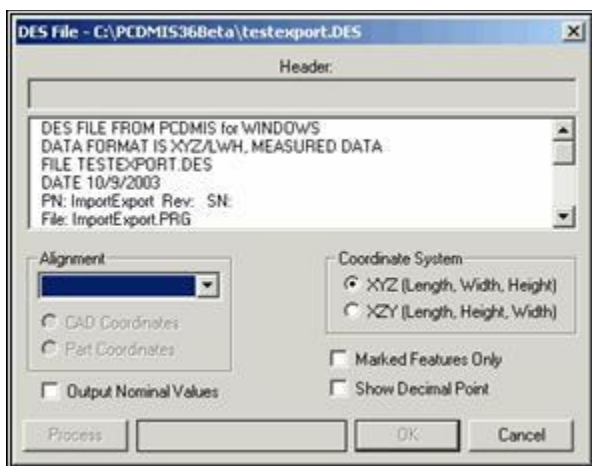 DES File - C:\PCDMIS36Beta\testexport.DES
Header:
DES FILE FROM PCDMIS for WINDOWS
DATA FORMAT IS XYZ/LWH, MEASURED DATA
FILE TESTEXPORT.DES
DATE 10/9/2003
PN: ImportExport Rev: SN:
File: ImportExport.PRG
Alignment
CAD Coordinates
Part Coordinates
Output Nominal Values
Coordinate System
XYZ (Length, Width, Height)
XZY (Length, Height, Width)
Marked Features Only
Show Decimal Point
Process
OK
Cancel